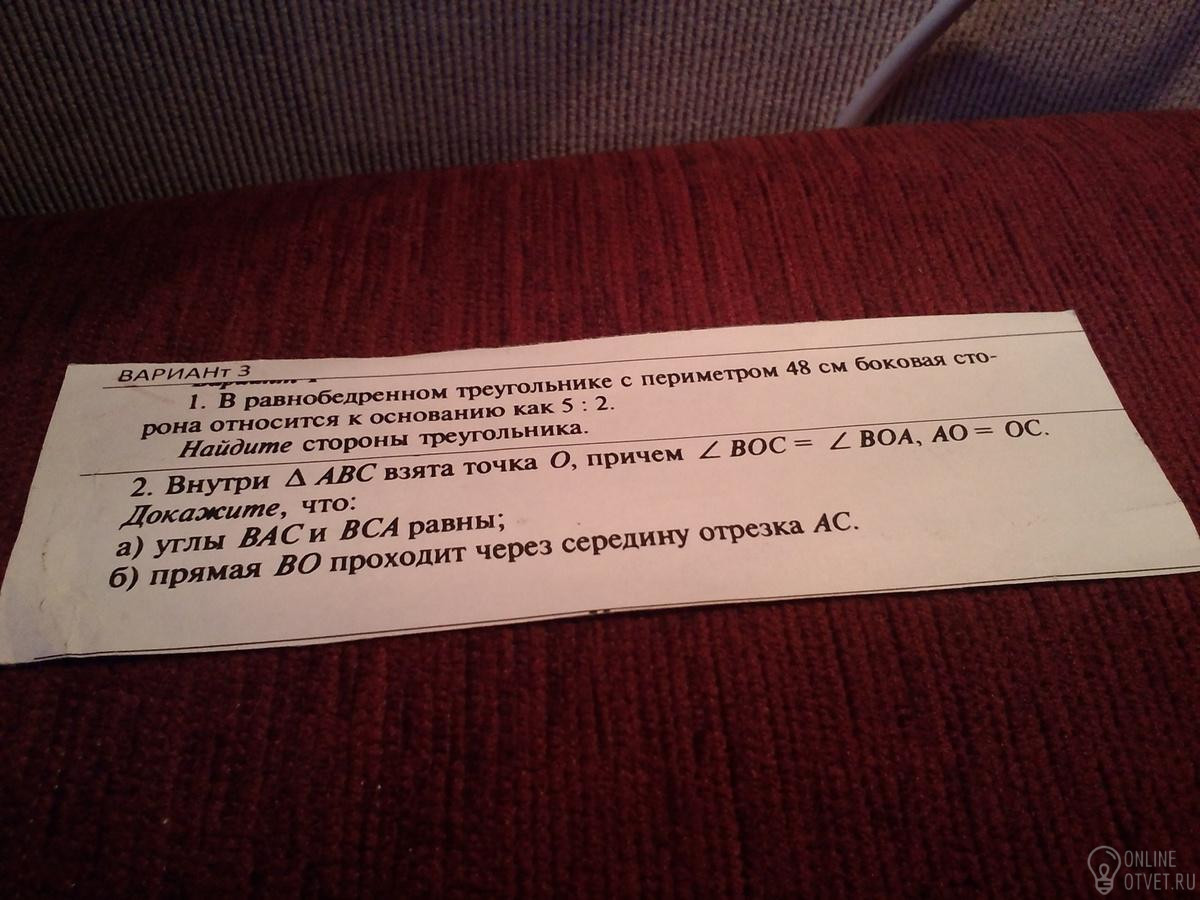 ВАРИАНт 3
1. В равнобедренном треугольнике с периметром 48 см боковая сто-
рона относится к основанию как 5 : 2.
Найдите стороны треугольника.
2. Внутри Δ ABC взята точка O, причем ∠ BOC = ∠ BOA, AO = OC.
Докажите, что:
а) углы BAC и BCA равны;
б) прямая BO проходит через середину отрезка AC.
ONLINE
OTVET.RU